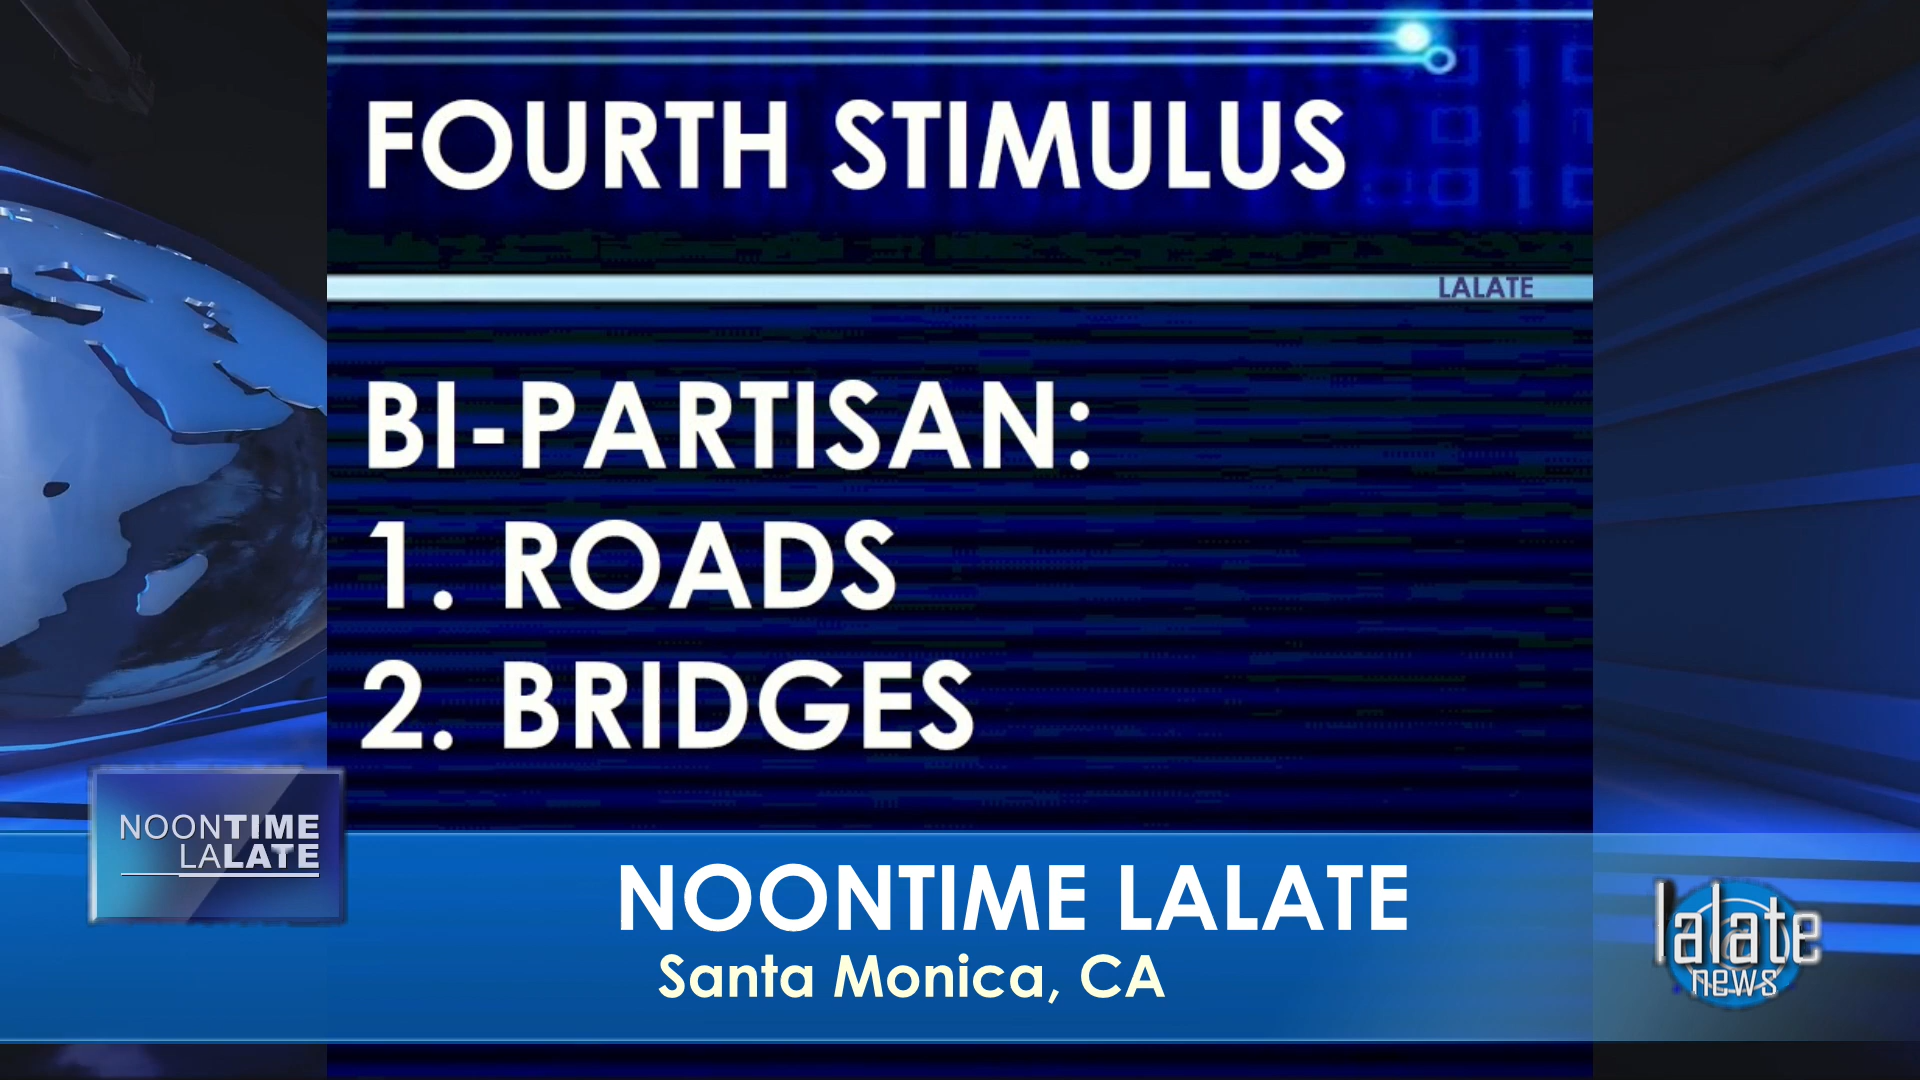 FOURTH STIMULUS
LALATE
BI-PARTISAN:
1. ROADS
2. BRIDGES
NOONTIME
LALATE
NOONTIME LALATE
Santa Monica, CA
lalate
news